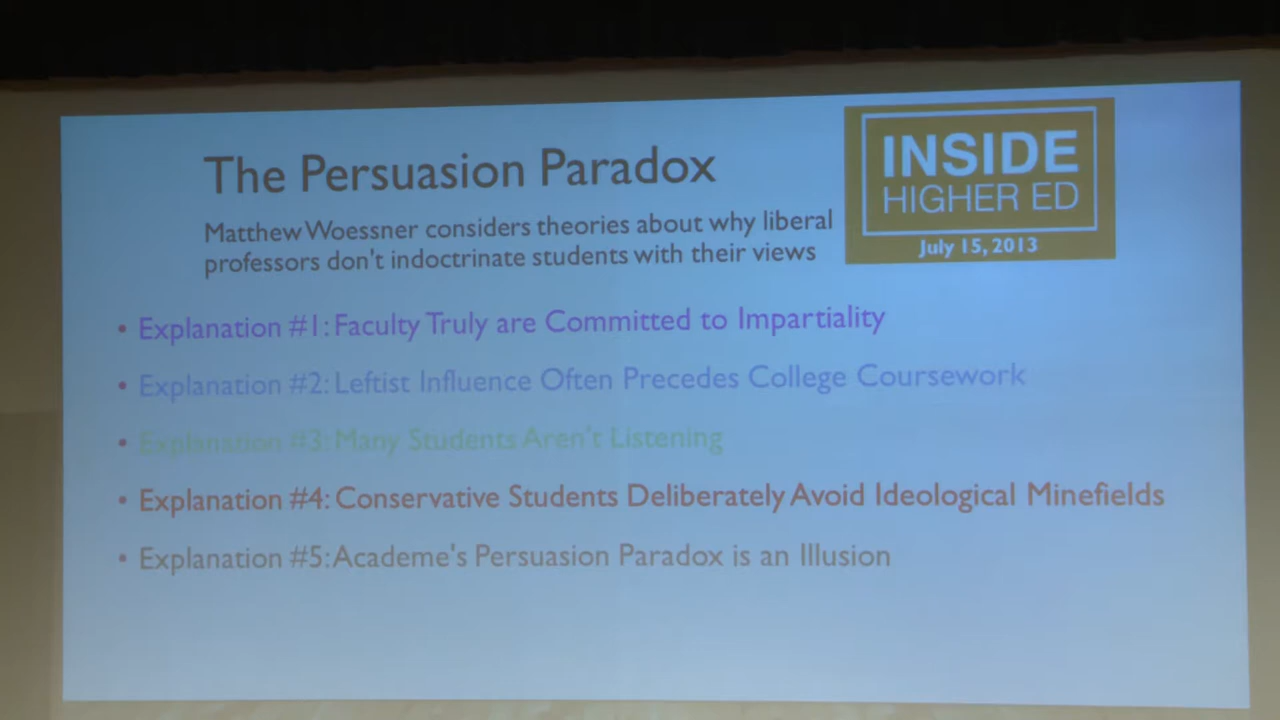 The Persuasion Paradox
Matthew Woessner considers theories about why liberal
professors don't indoctrinate students with their views
INSIDE
HIGHER ED
July 15, 2013
• Explanation #1: Faculty Truly are Committed to Impartiality
• Explanation #2: Leftist Influence Often Precedes College Coursework
• Explanation #3: Many Students Aren't Listening
• Explanation #4: Conservative Students Deliberately Avoid Ideological Minefields
• Explanation #5: Academe's Persuasion Paradox is an Illusion